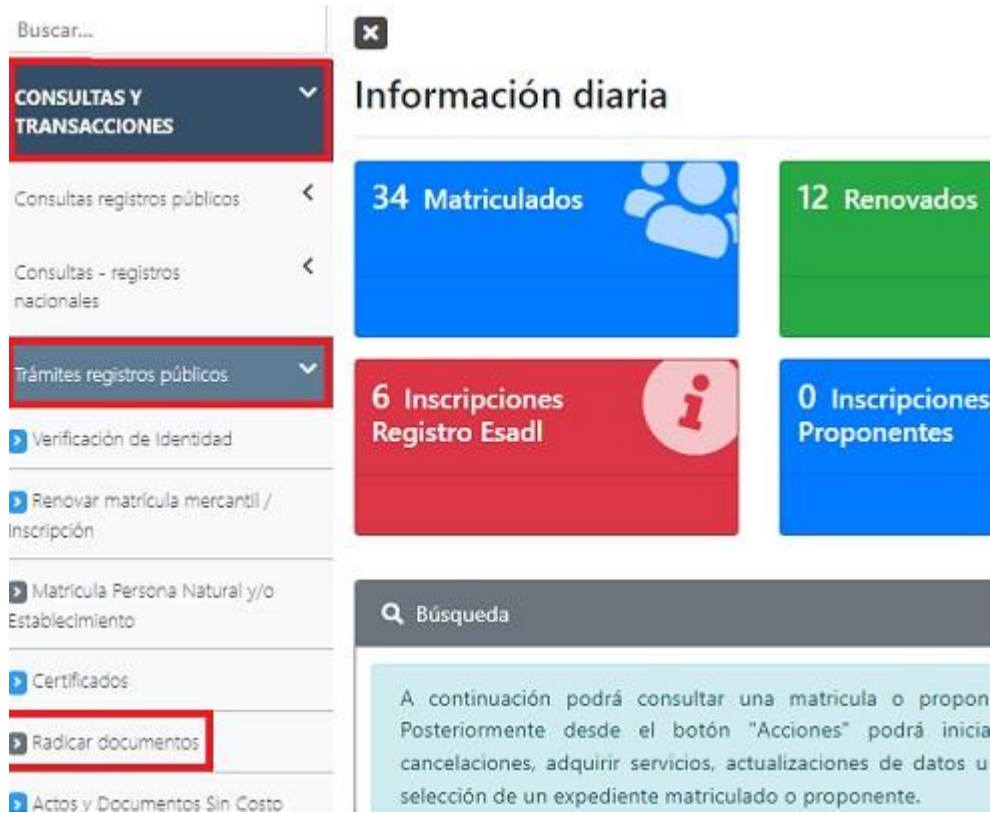 Buscar...
CONSULTAS Y
TRANSACCIONES
Consultas registros públicos
Consultas - registros
nacionales
Trámites registros públicos
Verificación de Identidad
Renovar matrícula mercantil /
Inscripción
Matricula Persona Natural y/o
Establecimiento
Certificados
Radicar documentos
Actos y Documentos Sin Costo
Información diaria
34 Matriculados
12 Renovados
6 Inscripciones
Registro Esadl
0 Inscripciones
Proponentes
Búsqueda
A continuación podrá consultar una matricula o propon
Posteriormente desde el botón "Acciones" podrá inicia
cancelaciones, adquirir servicios, actualizaciones de datos u
selección de un expediente matriculado o proponente.